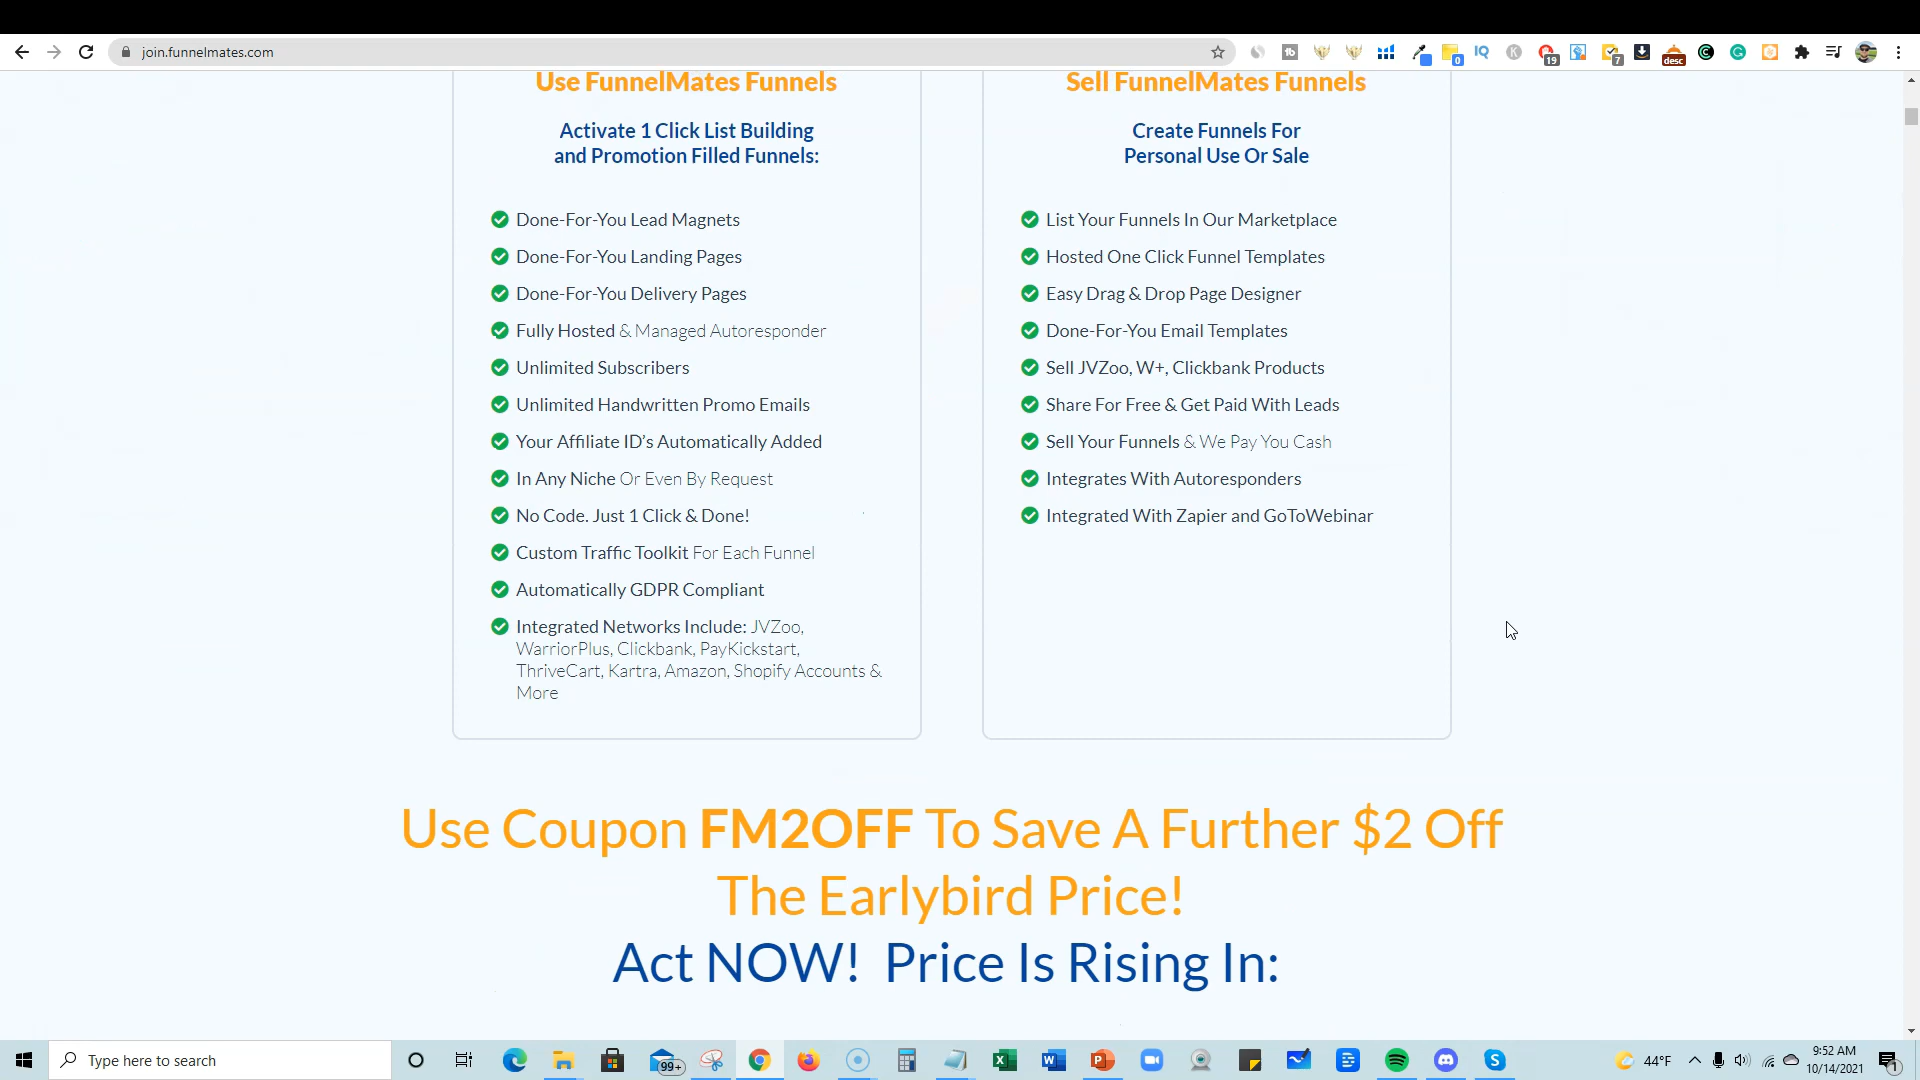 join.funnelmates.com
0
IQ
19
7
desc
Use FunnelMates Funnels
Activate 1 Click List Building
and Promotion Filled Funnels:
Done-For-You Lead Magnets
Done-For-You Landing Pages
Done-For-You Delivery Pages
Fully Hosted & Managed Autoresponder
Unlimited Subscribers
Unlimited Handwritten Promo Emails
Your Affiliate ID's Automatically Added
In Any Niche Or Even By Request
No Code. Just 1 Click & Done!
Custom Traffic Toolkit For Each Funnel
Automatically GDPR Compliant
Integrated Networks Include: JVZoo,
WarriorPlus, Clickbank, PayKickstart,
ThriveCart, Kartra, Amazon, Shopify Accounts &
More
Sell FunnelMates Funnels
Create Funnels For
Personal Use Or Sale
List Your Funnels In Our Marketplace
Hosted One Click Funnel Templates
Easy Drag & Drop Page Designer
Done-For-You Email Templates
Sell JVZoo, W+, Clickbank Products
Share For Free & Get Paid With Leads
Sell Your Funnels & We Pay You Cash
Integrates With Autoresponders
Integrated With Zapier and GoToWebinar
Use Coupon FM2OFF To Save A Further $2 Off
The Earlybird Price!
Act NOW! Price Is Rising In:
Type here to search
99+
44°F
9:52 AM
10/14/2021
1